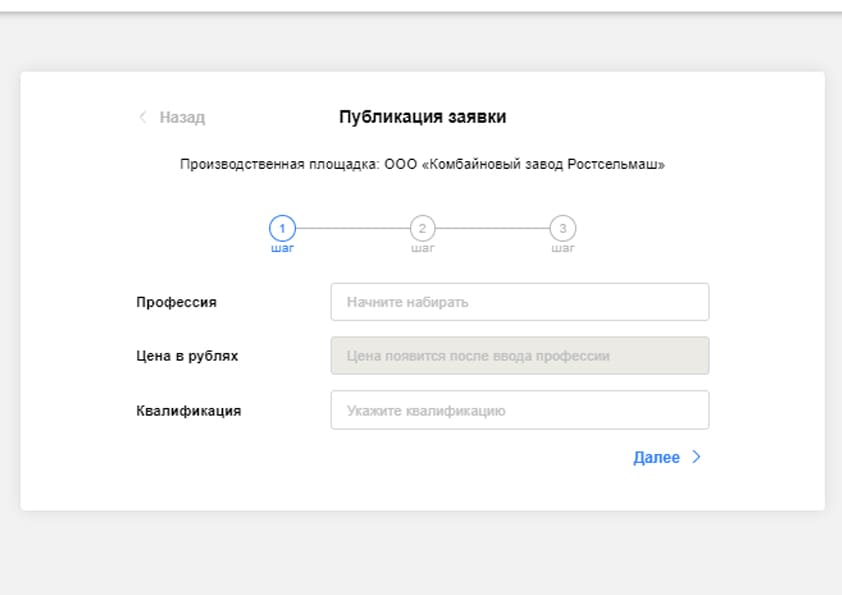 Назад
Публикация заявки
Производственная площадка: ООО «Комбайновый завод Ростсельмаш»
1 2 3
шаг шаг шаг
Профессия Начните набирать
Цена в рублях Цена появится после ввода профессии
Квалификация Укажите квалификацию
Далее